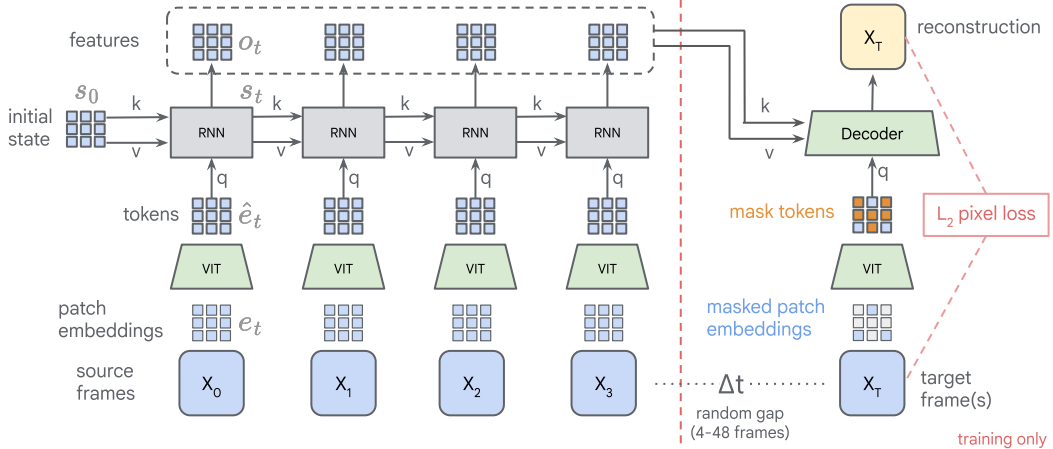 features
o_t
X_T
reconstruction
s_0
initial
state
k
v
RNN
s_t
k
v
RNN
k
v
RNN
k
v
RNN
k
v
Decoder
q
q
q
q
q
tokens
ê_t
mask tokens
L_2 pixel loss
VIT
VIT
VIT
VIT
VIT
patch
embeddings
e_t
masked patch
embeddings
source
frames
X_0
X_1
X_2
X_3
Δt
random gap
(4-48 frames)
X_T
target
frame(s)
training only